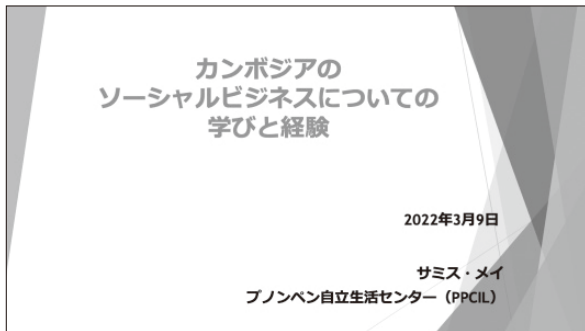 カンボジアの
ソーシャルビジネスについての
学びと経験
2022年3月9日
サミス・メイ
プノンペン自立生活センター（PPCIL）